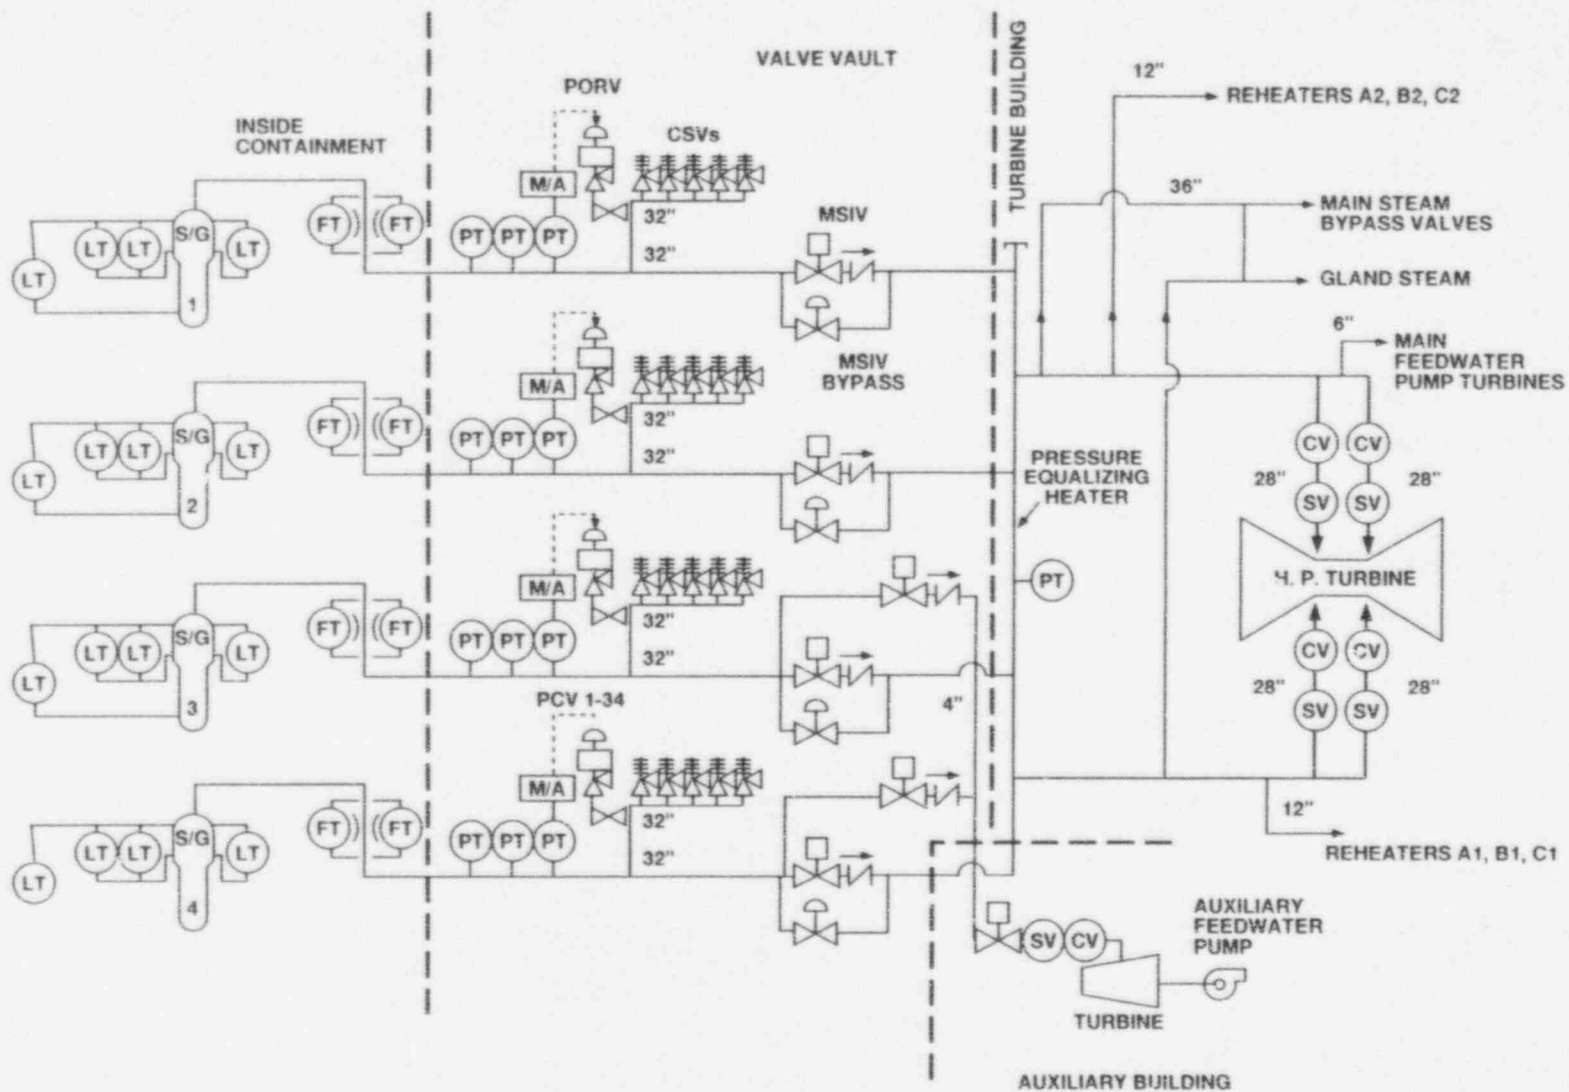 VALVE VAULT
TURBINE BUILDING
12"
REHEATERS A2, B2, C2
PORV
INSIDE
CONTAINMENT
CSVs
M/A
36"
MAIN STEAM
BYPASS VALVES
FT FT
32"
MSIV
LT LT S/G LT
PT PT PT
32"
LT
GLAND STEAM
1
6"
MAIN
FEEDWATER
PUMP TURBINES
MSIV
BYPASS
M/A
FT FT
32"
LT LT S/G LT
PT PT PT
32"
CV CV
LT
PRESSURE
EQUALIZING
HEATER
28" 28"
SV SV
2
M/A
PT
H. P. TURBINE
FT FT
32"
LT LT S/G LT
PT PT PT
32"
CV CV
LT
28" 28"
3
PCV 1-34
4"
SV SV
M/A
FT FT
32"
12"
LT LT S/G LT
PT PT PT
32"
REHEATERS A1, B1, C1
LT
4
AUXILIARY
FEEDWATER
PUMP
SV CV
TURBINE
AUXILIARY BUILDING